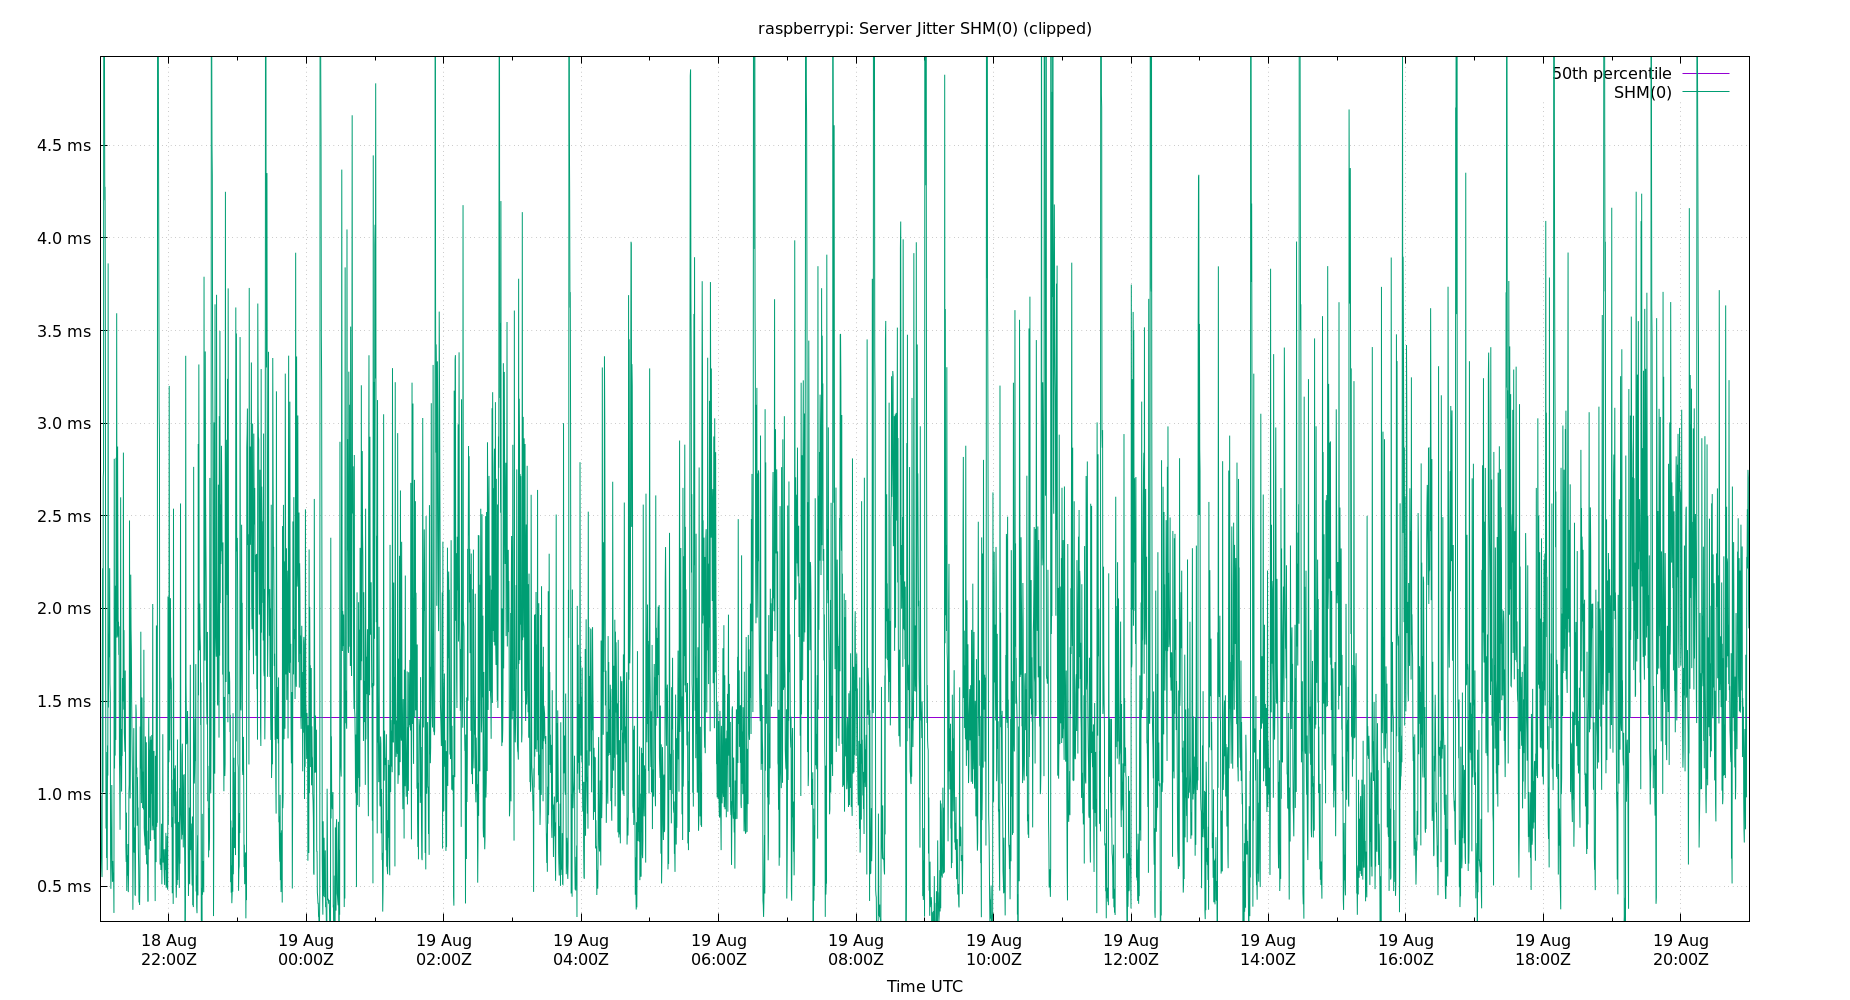 raspberrypi: Server Jitter SHM(0) (clipped)
50th percentile
SHM(0)
4.5 ms
4.0 ms
3.5 ms
3.0 ms
2.5 ms
2.0 ms
1.5 ms
1.0 ms
0.5 ms
18 Aug 19 Aug 19 Aug 19 Aug 19 Aug 19 Aug 19 Aug 19 Aug 19 Aug 19 Aug 19 Aug 19 Aug
22:00Z 00:00Z 02:00Z 04:00Z 06:00Z 08:00Z 10:00Z 12:00Z 14:00Z 16:00Z 18:00Z 20:00Z
Time UTC